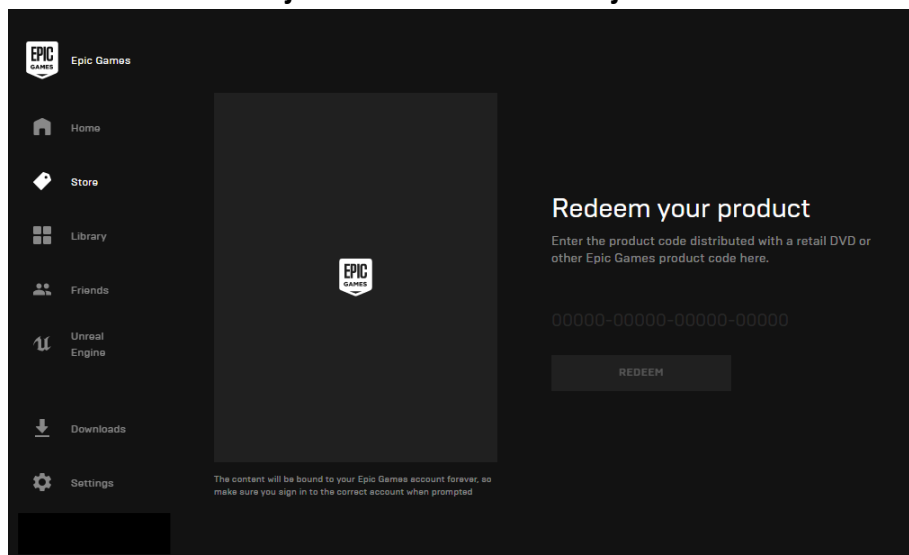 EPIC
GAMES
Epic Games
Home
Store
Library
Friends
Unreal
Engine
Downloads
Settings
EPIC
GAMES
The content will be bound to your Epic Games account forever, so
make sure you sign in to the correct account when prompted
Redeem your product
Enter the product code distributed with a retail DVD or
other Epic Games product code here.
00000-00000-00000-00000
REDEEM